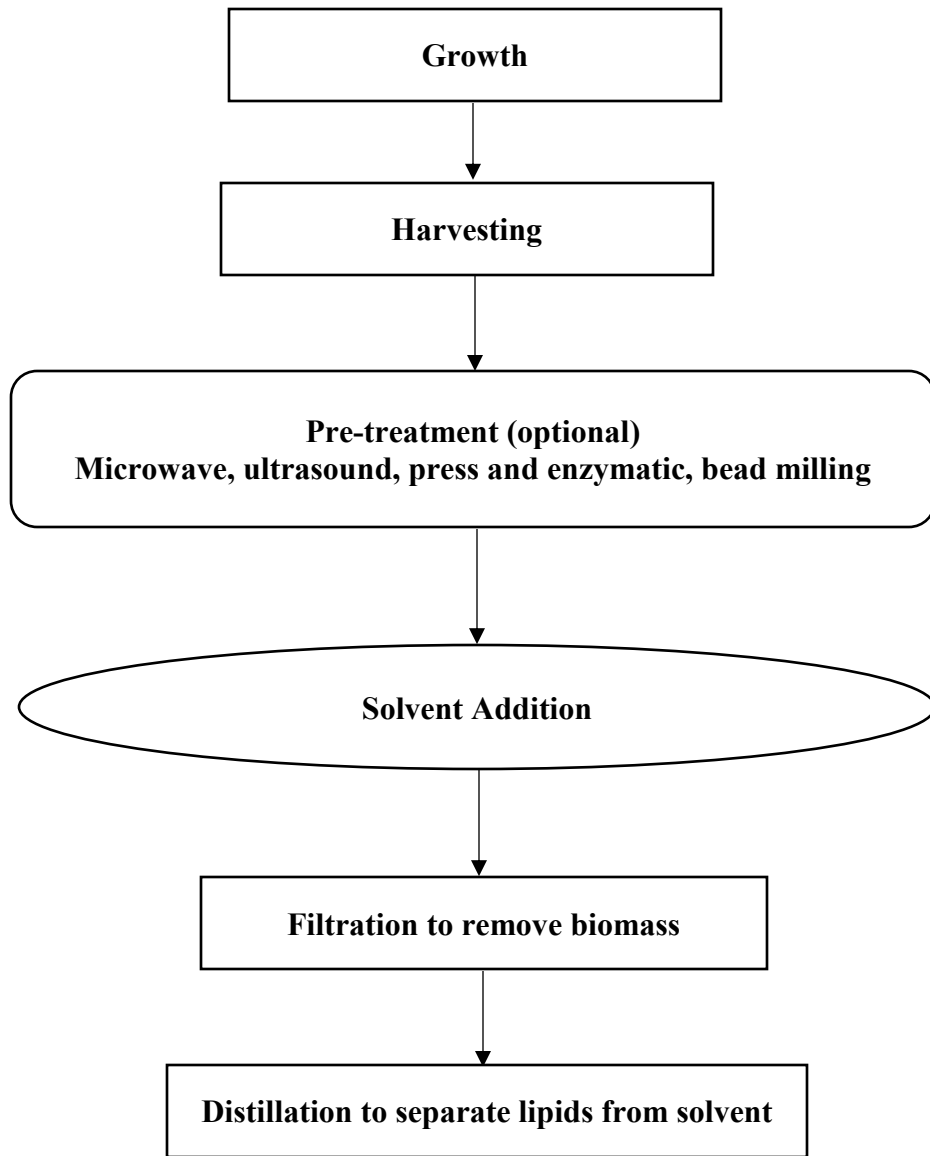 Growth
Harvesting
Pre-treatment (optional)
Microwave, ultrasound, press and enzymatic, bead milling
Solvent Addition
Filtration to remove biomass
Distillation to separate lipids from solvent